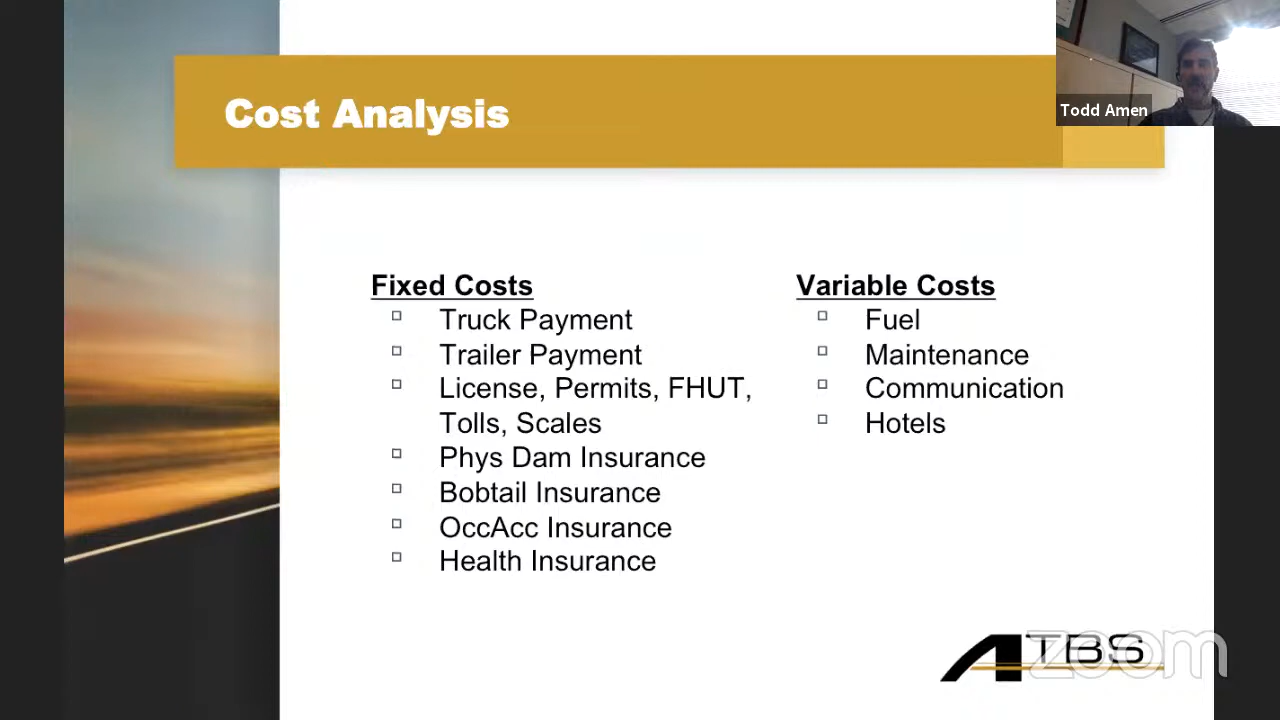 Cost Analysis
Todd Amen
Fixed Costs
Truck Payment
Trailer Payment
License, Permits, FHUT,
Tolls, Scales
Phys Dam Insurance
Bobtail Insurance
OccAcc Insurance
Health Insurance
Variable Costs
Fuel
Maintenance
Communication
Hotels
ATBS
zoom